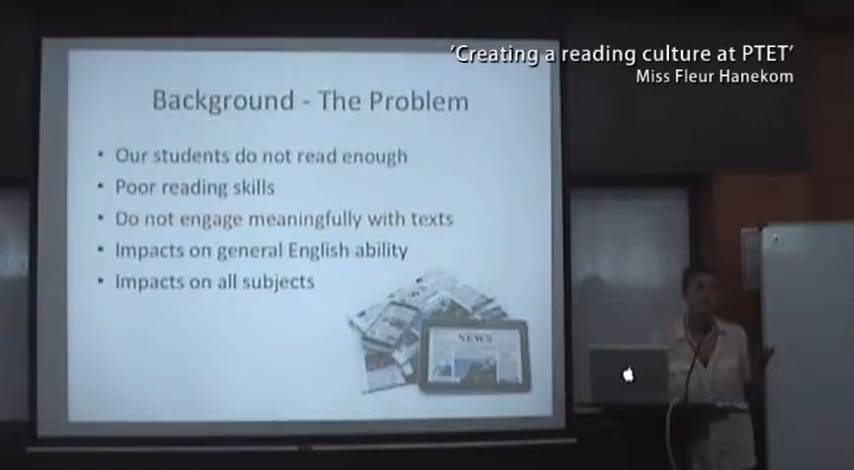 'Creating a reading culture at PTET'
Miss Fleur Hanekom
Background - The Problem
• Our students do not read enough
• Poor reading skills
• Do not engage meaningfully with texts
• Impacts on general English ability
• Impacts on all subjects
NEWS